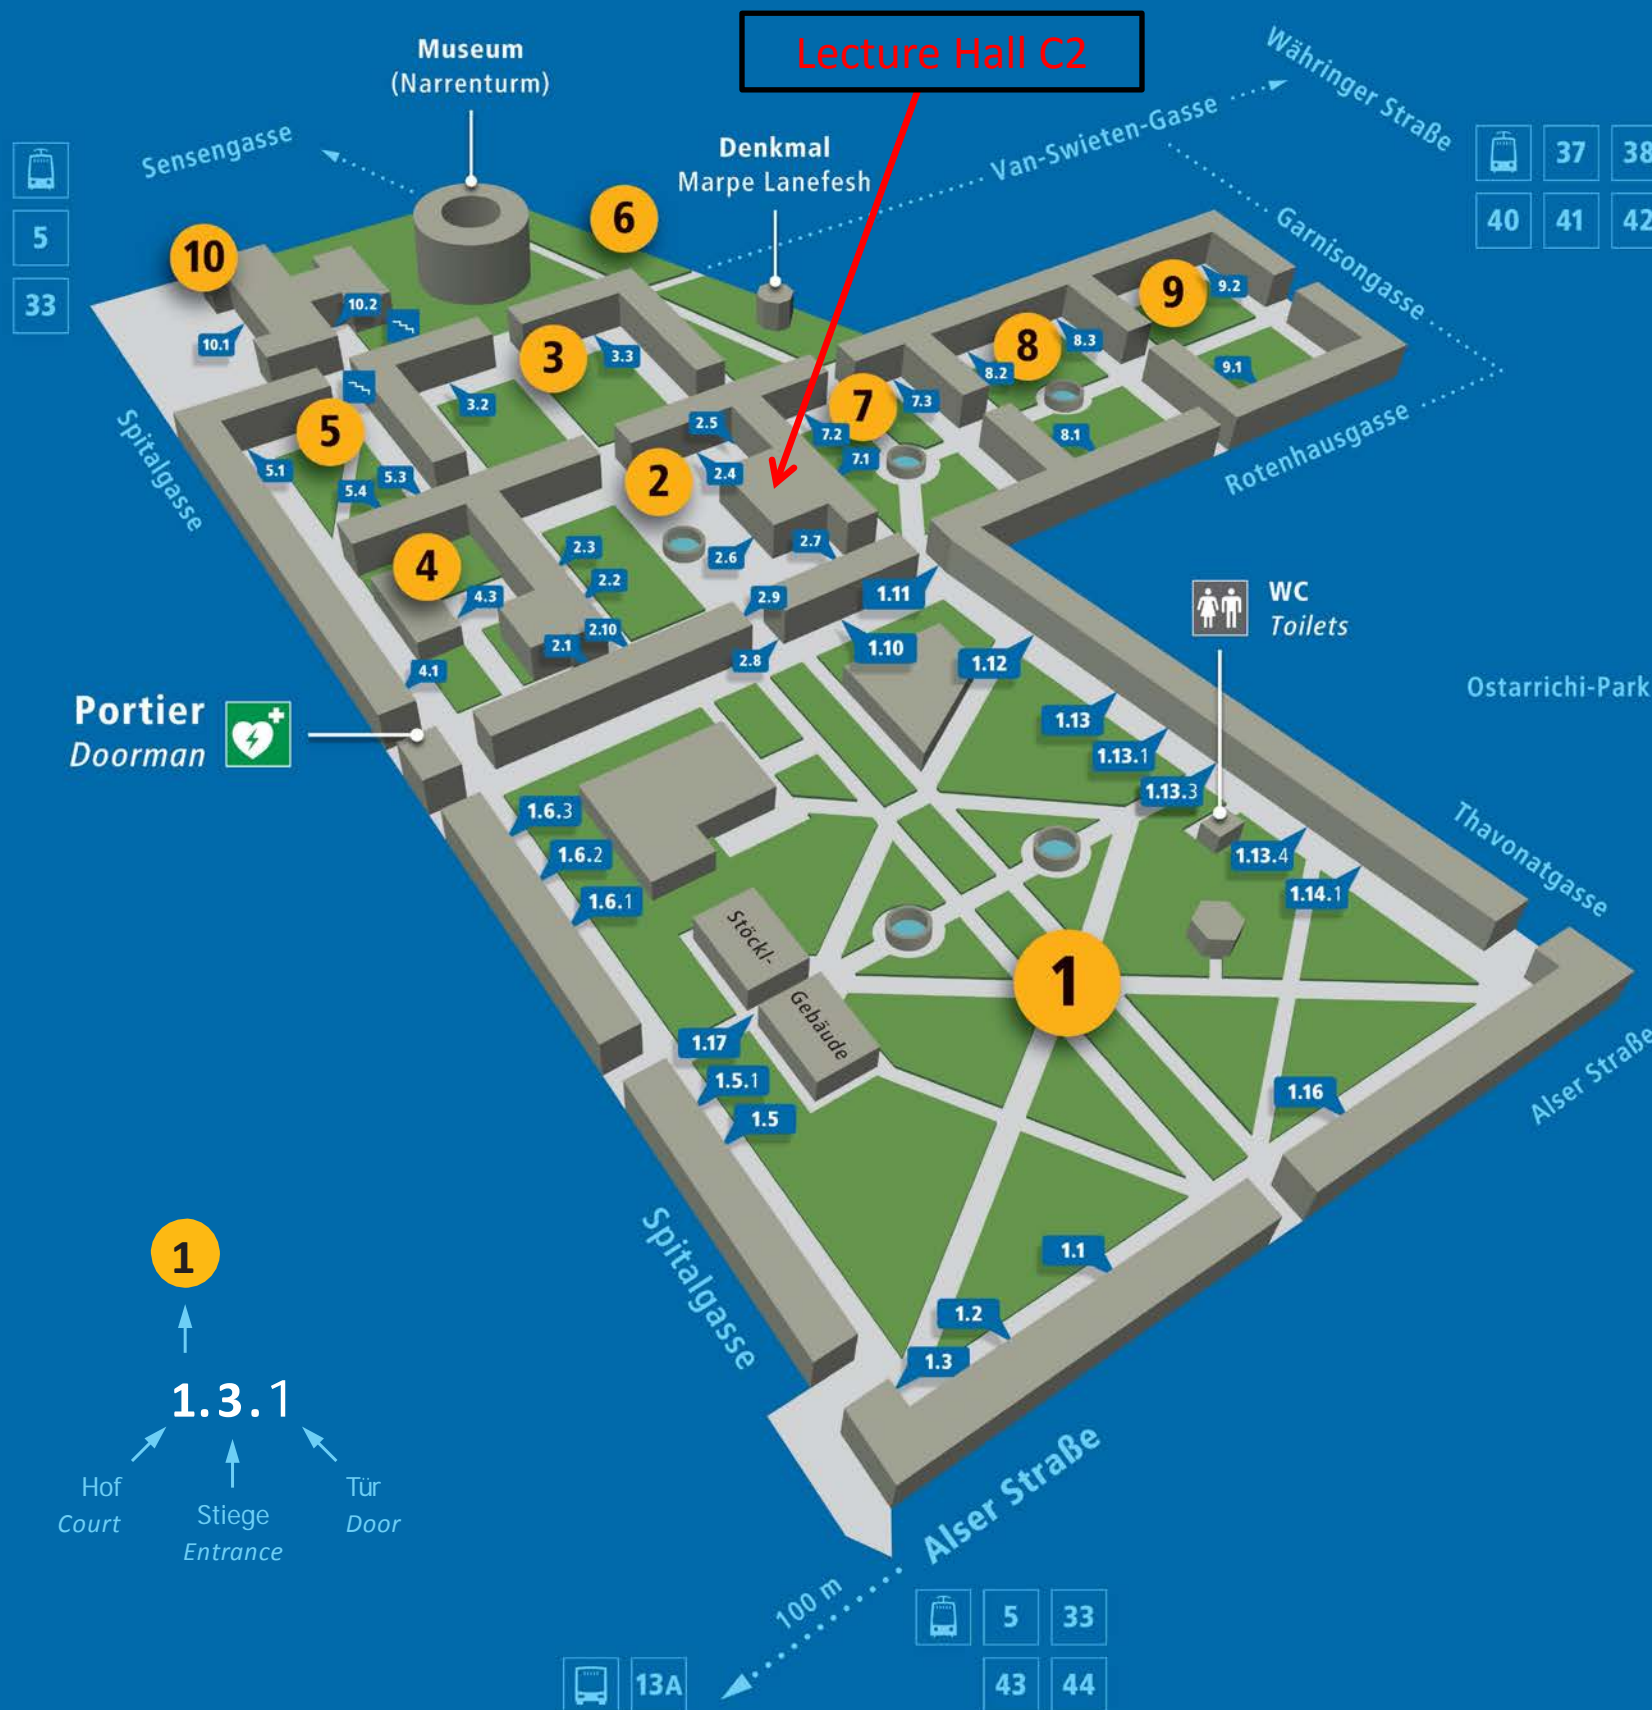 Lecture Hall C2
Museum
(Narrenturm)
Denkmal
Marpe Lanefesh
Sensengasse
Van-Swieten-Gasse
Währinger Straße
Garnisongasse
Rotenhausgasse
5
33
37
38
40
41
42
10
10.1
10.2
6
3
3.2
3.3
5
5.1
5.3
5.4
Spitalgasse
9
9.2
9.1
8
8.2
8.3
8.1
7
7.3
7.2
7.1
2
2.5
2.4
2.3
2.2
2.6
2.7
2.9
2.10
2.1
2.8
4
4.3
4.1
Portier
Doorman
WC
Toilets
Ostarrichi-Park
1.11
1.10
1.12
1.13
1.13.1
1.13.3
1.13.4
1.14.1
Thavonatgasse
Alser Straße
1.6.3
1.6.2
1.6.1
Stöckl-
Gebäude
1
1.17
1.5.1
1.5
1.16
1.1
1.2
1.3
Spitalgasse
Alser Straße
100 m
13A
5
33
43
44
1
1.3.1
Hof
Court
Stiege
Entrance
Tür
Door